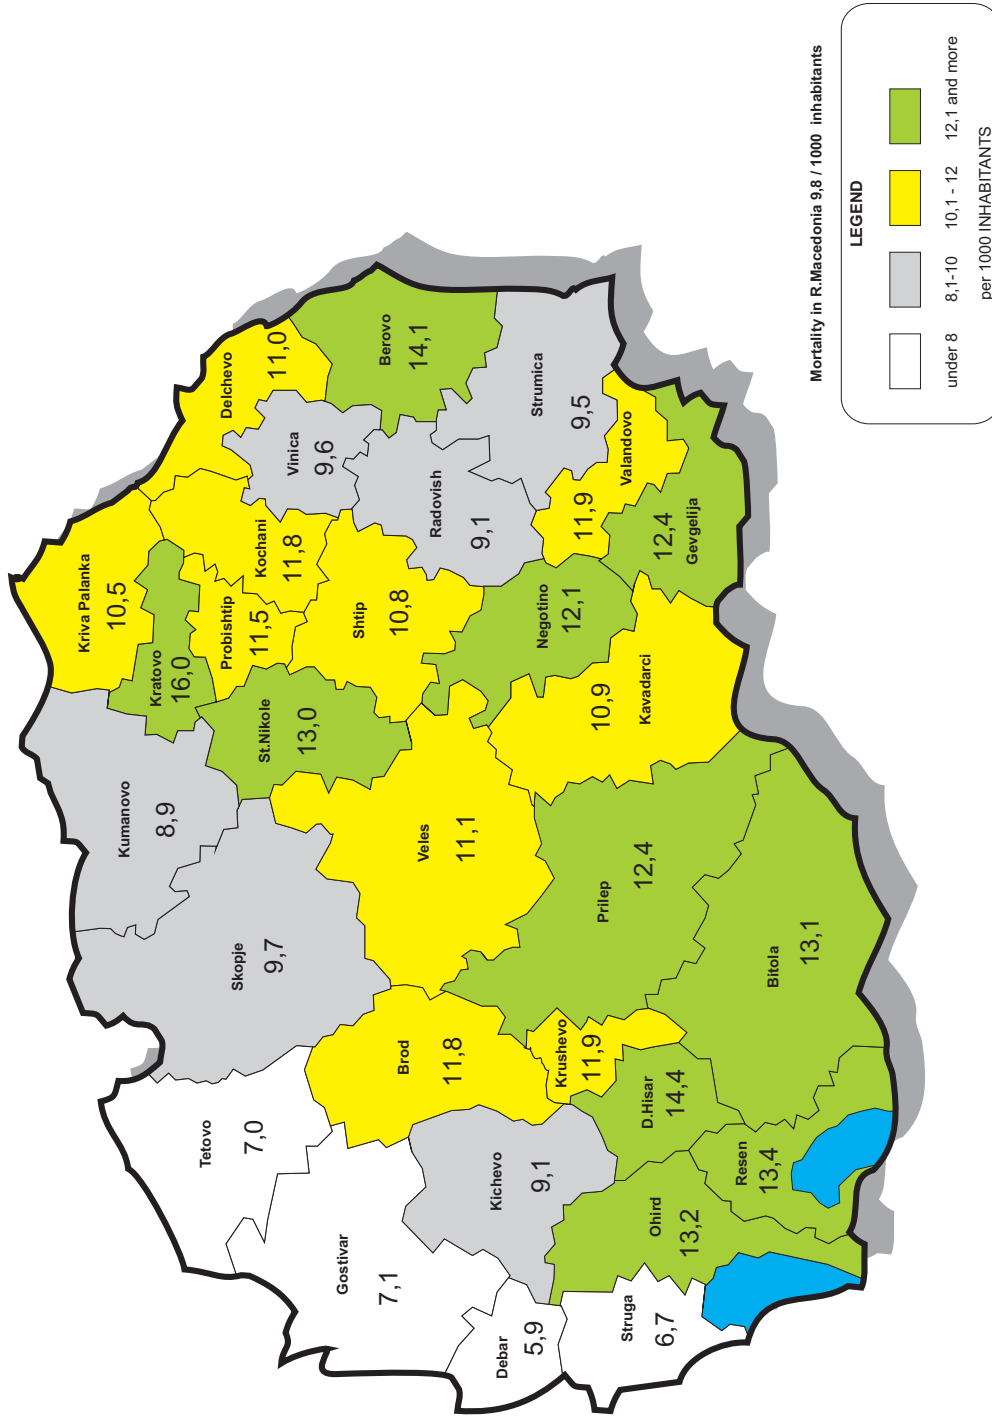 Kriva Palanka
10,5
Kratovo
16,0
Delchevo
11,0
Kumanovo
8,9
Probishtip
11,5
Kochani
11,8
Vinica
9,6
Berovo
14,1
St.Nikole
13,0
Shtip
10,8
Radovish
9,1
Strumica
9,5
Skopje
9,7
Veles
11,1
Negotino
12,1
Valandovo
11,9
Gevgelija
12,4
Kavadarci
10,9
Tetovo
7,0
Gostivar
7,1
Brod
11,8
Kichevo
9,1
Krushevo
11,9
Prilep
12,4
Debar
5,9
Struga
6,7
Ohird
13,2
D.Hisar
14,4
Resen
13,4
Bitola
13,1
Mortality in R.Macedonia 9,8 / 1000 inhabitants
LEGEND
under 8
8,1-10
10,1 - 12
12,1 and more
per 1000 INHABITANTS